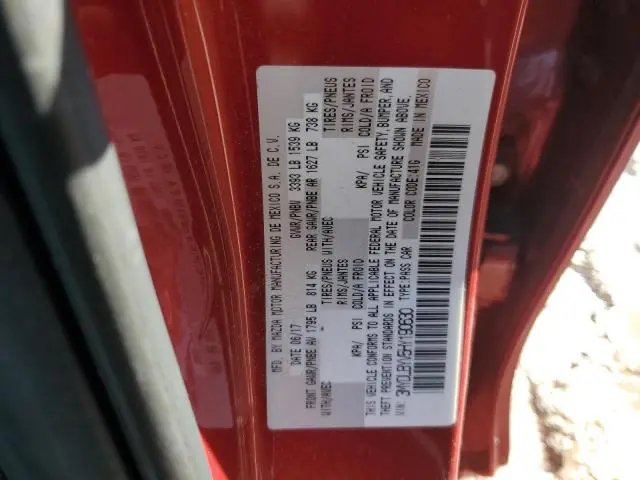 MFD. BY MAZDA MOTOR MANUFACTURING DE MEXICO S.A. DE C.V.
DATE 06/17 GVWR/PNBV 3393 LB 1539 KG
FRONT GAWR/PNBE AV 1795 LB 814 KG REAR GAWR/PNBE AR 1627 LB 738 KG
WITH/AVEC - TIRES/PNEUS WITH/AVEC TIRES/PNEUS
RIMS/JANTES RIMS/JANTES
KPA/ PSI COLD/A FROID KPA/ PSI COLD/A FROID
THIS VEHICLE CONFORMS TO ALL APPLICABLE FEDERAL MOTOR VEHICLE SAFETY, BUMPER, AND
THEFT PREVENTION STANDARDS IN EFFECT ON THE DATE OF MANUFACTURE SHOWN ABOVE.
VIN: TYPE:PASS CAR COLOR CODE:41G MADE IN MEXICO